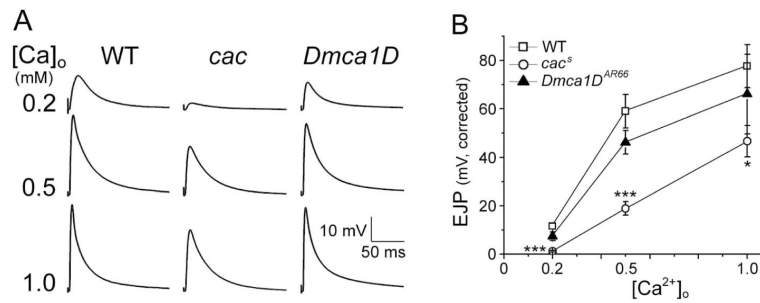 A
[Ca]o
(mM)
WT
cac
Dmca1D
0.2
0.5
1.0
10 mV
50 ms
B
WT
cacˢ
Dmca1Dᴬᴿ⁶⁶
EJP (mV, corrected)
80
60
40
20
0
***
***
*
0
0.2
0.5
1.0
[Ca²⁺]o